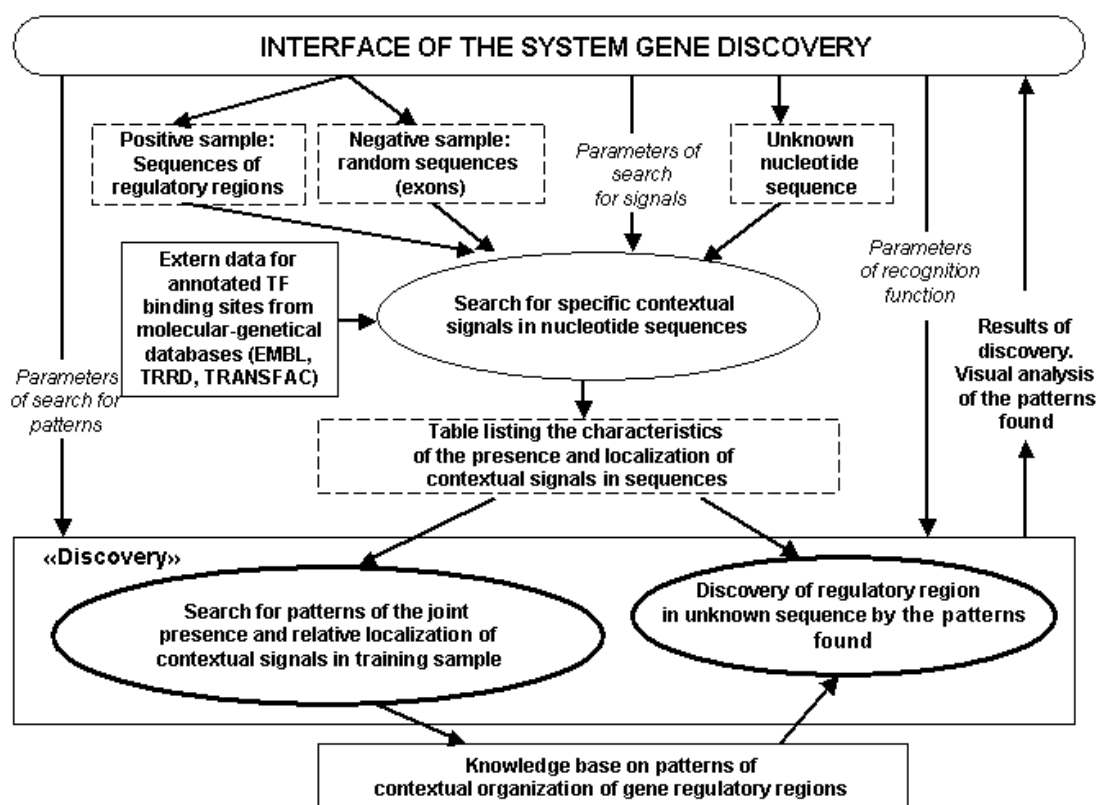 INTERFACE OF THE SYSTEM GENE DISCOVERY
Positive sample:
Sequences of
regulatory regions
Negative sample:
random sequences
(exons)
Parameters of
search
for signals
Unknown
nucleotide
sequence
Extern data for
annotated TF
binding sites from
molecular-genetical
databases (EMBL,
TRRD, TRANSFAC)
Search for specific contextual
signals in nucleotide sequences
Parameters
of recognition
function
Results of
discovery.
Visual analysis
of the patterns
found
Parameters
of search for
patterns
Table listing the characteristics
of the presence and localization of
contextual signals in sequences
«Discovery»
Search for patterns of the joint
presence and relative localization of
contextual signals in training sample
Discovery of regulatory region
in unknown sequence by the patterns
found
Knowledge base on patterns of
contextual organization of gene regulatory regions